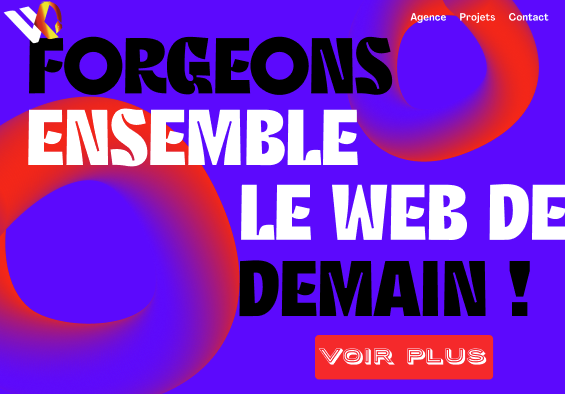 Agence Projets Contact
FORGEONS
ENSEMBLE
LE WEB DE
DEMAIN !
VOIR PLUS